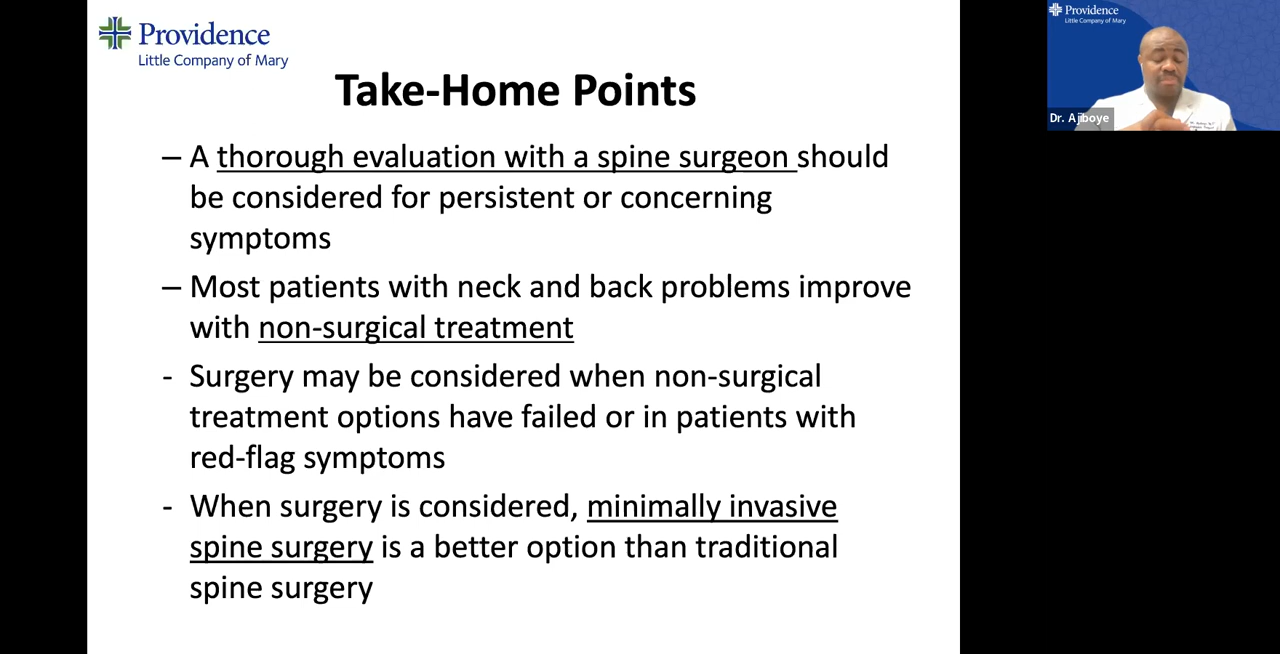 Providence
Little Company of Mary
Take-Home Points
– A thorough evaluation with a spine surgeon should
be considered for persistent or concerning
symptoms
– Most patients with neck and back problems improve
with non-surgical treatment
- Surgery may be considered when non-surgical
treatment options have failed or in patients with
red-flag symptoms
- When surgery is considered, minimally invasive
spine surgery is a better option than traditional
spine surgery
Providence
Little Company of Mary
Dr. Ajiboye